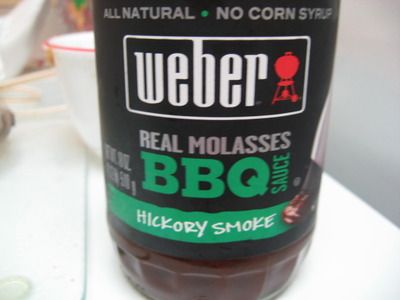 ALL NATURAL • NO CORN SYRUP
weber
REAL MOLASSES
BBQ SAUCE
HICKORY SMOKE